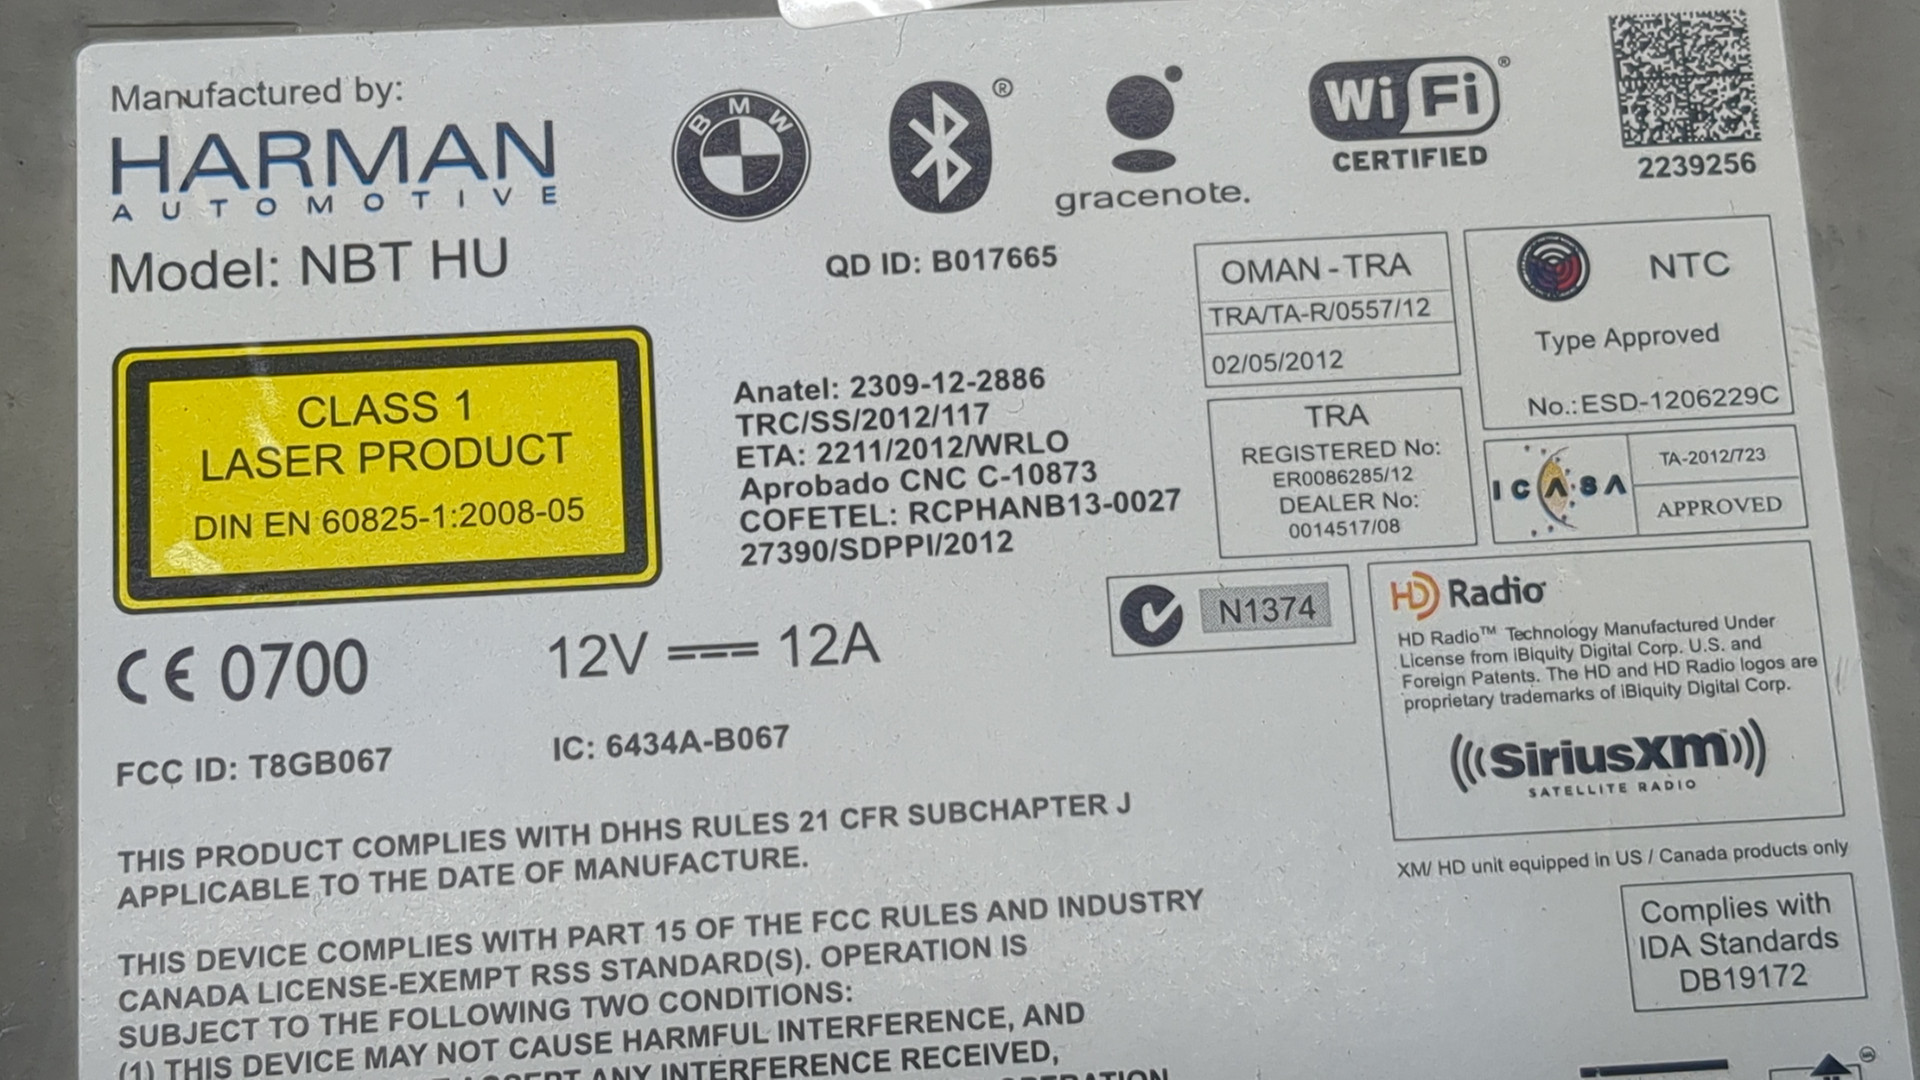 Manufactured by:
HARMAN
AUTOMOTIVE
Model: NBT HU
BMW
®
gracenote.
WiFi®
CERTIFIED
2239256
QD ID: B017665
OMAN - TRA
TRA/TA-R/0557/12
02/05/2012
NTC
Type Approved
No.: ESD-1206229C
CLASS 1
LASER PRODUCT
DIN EN 60825-1:2008-05
Anatel: 2309-12-2886
TRC/SS/2012/117
ETA: 2211/2012/WRLO
Aprobado CNC C-10873
COFETEL: RCPHANB13-0027
27390/SDPPI/2012
TRA
REGISTERED No:
ER0086285/12
DEALER No:
0014517/08
ICASA
TA-2012/723
APPROVED
N1374
HD Radio
HD Radio™ Technology Manufactured Under
License from iBiquity Digital Corp. U.S. and
Foreign Patents. The HD and HD Radio logos are
proprietary trademarks of iBiquity Digital Corp.
SiriusXM
SATELLITE RADIO
XM/ HD unit equipped in US / Canada products only
CE 0700
12V 12A
FCC ID: T8GB067
IC: 6434A-B067
THIS PRODUCT COMPLIES WITH DHHS RULES 21 CFR SUBCHAPTER J
APPLICABLE TO THE DATE OF MANUFACTURE.
THIS DEVICE COMPLIES WITH PART 15 OF THE FCC RULES AND INDUSTRY
CANADA LICENSE-EXEMPT RSS STANDARD(S). OPERATION IS
SUBJECT TO THE FOLLOWING TWO CONDITIONS:
(1) THIS DEVICE MAY NOT CAUSE HARMFUL INTERFERENCE, AND
ACCEPT ANY INTERFERENCE RECEIVED,
Complies with
IDA Standards
DB19172